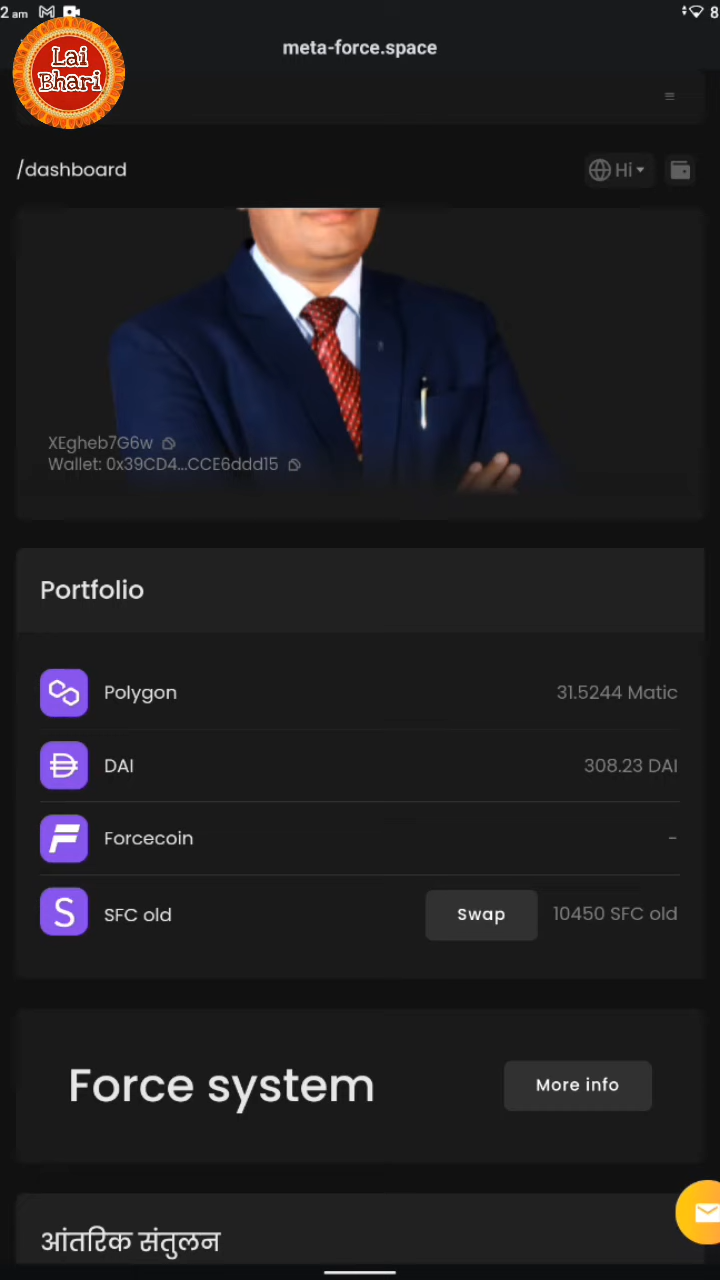 2 am
8
meta-force.space
Lai
Bhari
/dashboard
Hi
XEgheb7G6w
Wallet: 0x39CD4...CCE6ddd15
Portfolio
Polygon 31.5244 Matic
DAI 308.23 DAI
Forcecoin -
SFC old Swap 10450 SFC old
Force system More info
आंतरिक संतुलन